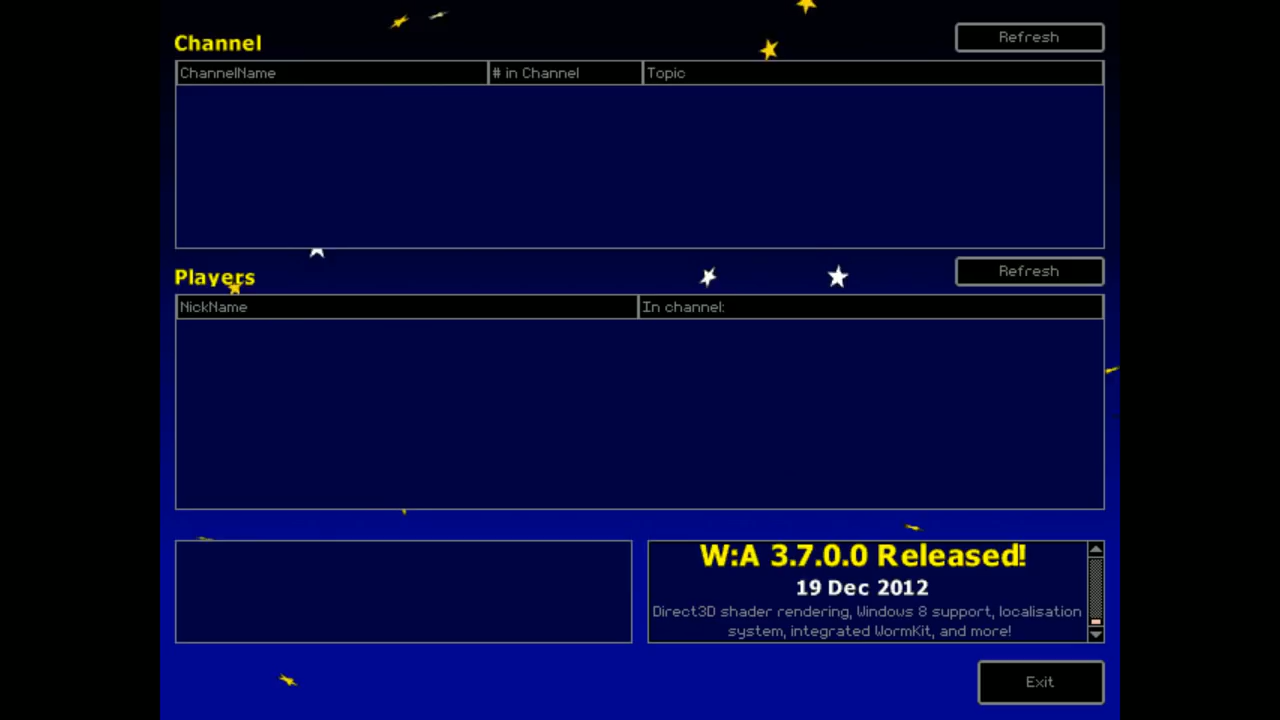 Channel
Refresh
ChannelName
# in Channel
Topic
Players
Refresh
NickName
In channel:
W:A 3.7.0.0 Released!
19 Dec 2012
Direct3D shader rendering, Windows 8 support, localisation
system, integrated WormKit, and more!
Exit